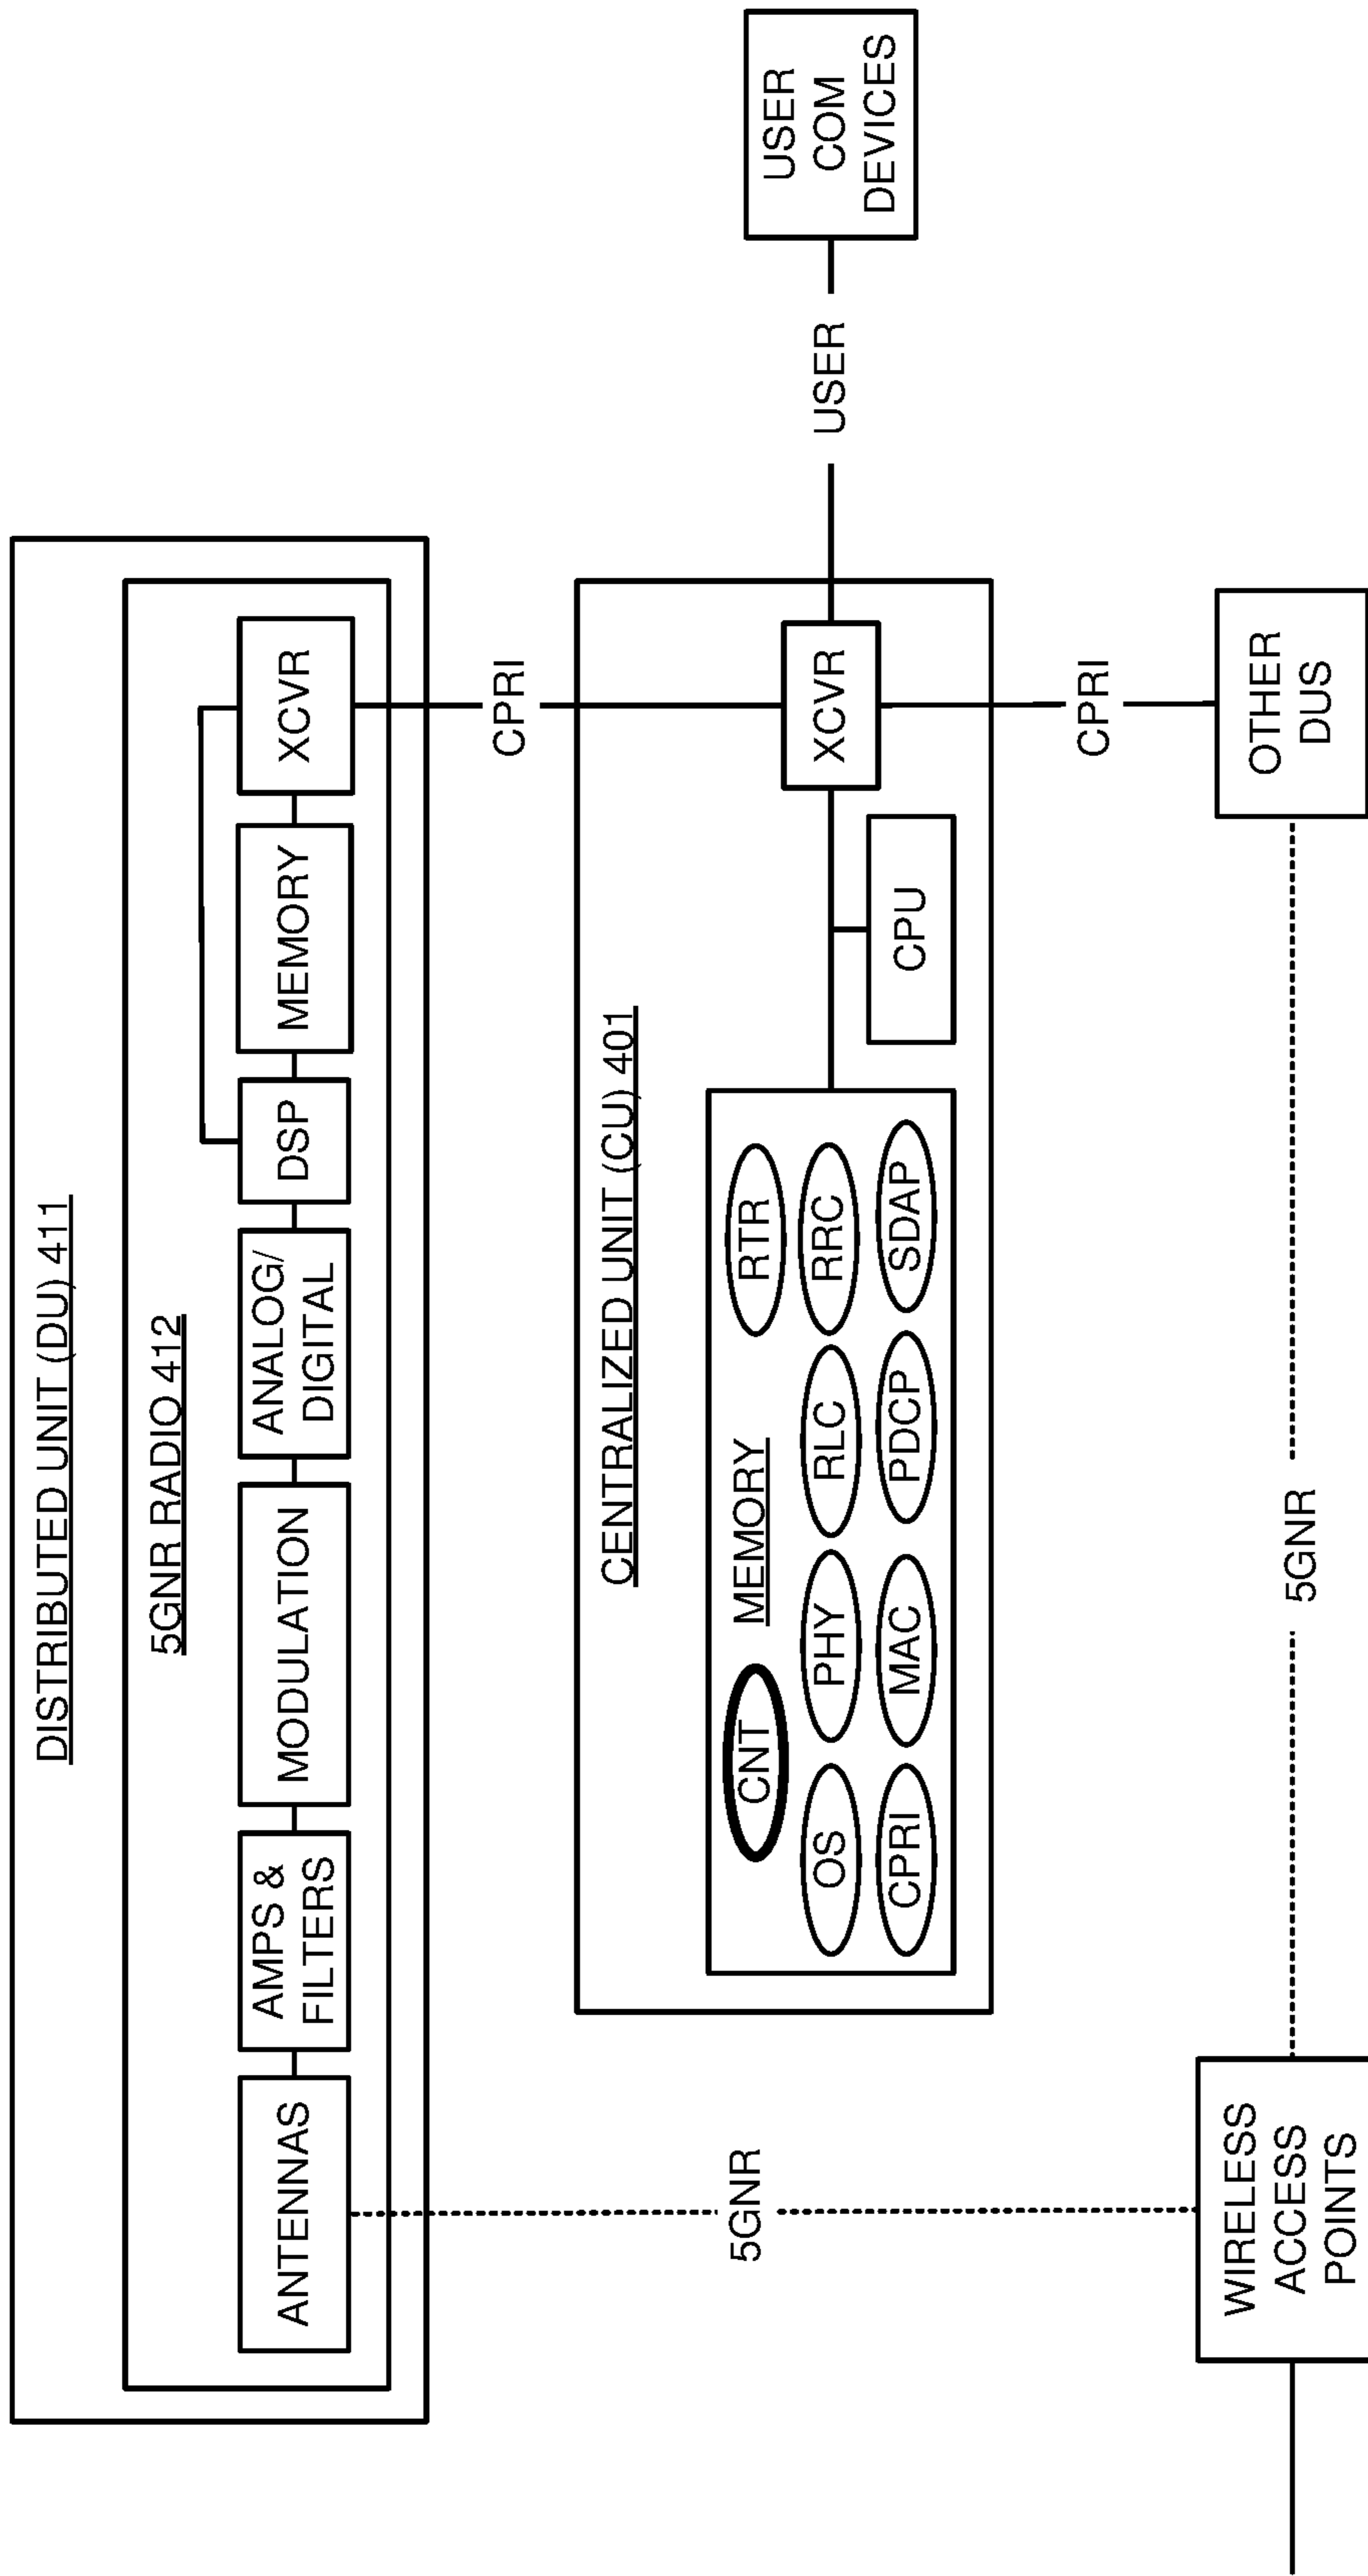 DISTRIBUTED UNIT (DU) 411
5GNR RADIO 412
ANTENNAS
AMPS &
FILTERS
MODULATION
ANALOG/
DIGITAL
DSP
MEMORY
XCVR
CPRI
5GNR
CENTRALIZED UNIT (CU) 401
CNT
MEMORY
RTR
OS
PHY
RLC
RRC
CPRI
MAC
PDCP
SDAP
CPU
XCVR
USER
USER
COM
DEVICES
CPRI
WIRELESS
ACCESS
POINTS
5GNR
OTHER
DUS